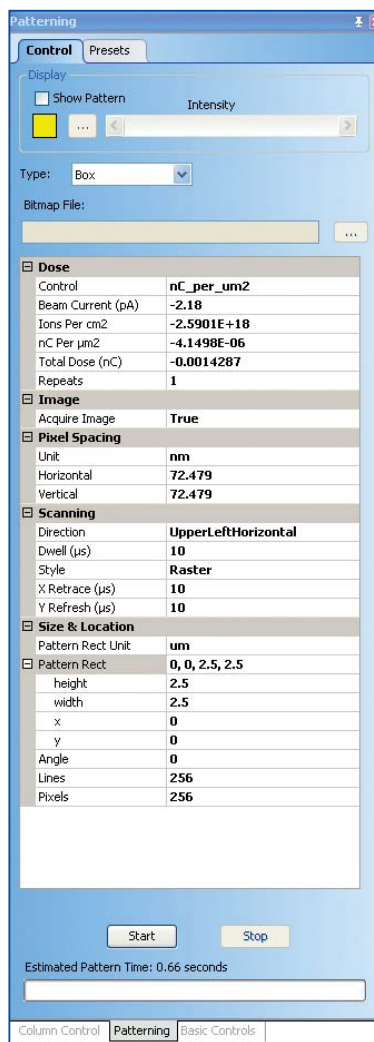 Patterning
Control Presets
Display
Show Pattern Intensity
...
Type: Box
Bitmap File:
...
Dose
Control nC_per_um2
Beam Current (pA) -2.18
Ions Per cm2 -2.5901E+18
nC Per µm2 -4.1498E-06
Total Dose (nC) -0.0014287
Repeats 1
Image
Acquire Image True
Pixel Spacing
Unit nm
Horizontal 72.479
Vertical 72.479
Scanning
Direction UpperLeftHorizontal
Dwell (µs) 10
Style Raster
X Retrace (µs) 10
Y Refresh (µs) 10
Size & Location
Pattern Rect Unit um
Pattern Rect 0, 0, 2.5, 2.5
height 2.5
width 2.5
x 0
y 0
Angle 0
Lines 256
Pixels 256
Start Stop
Estimated Pattern Time: 0.66 seconds
Column Control Patterning Basic Controls